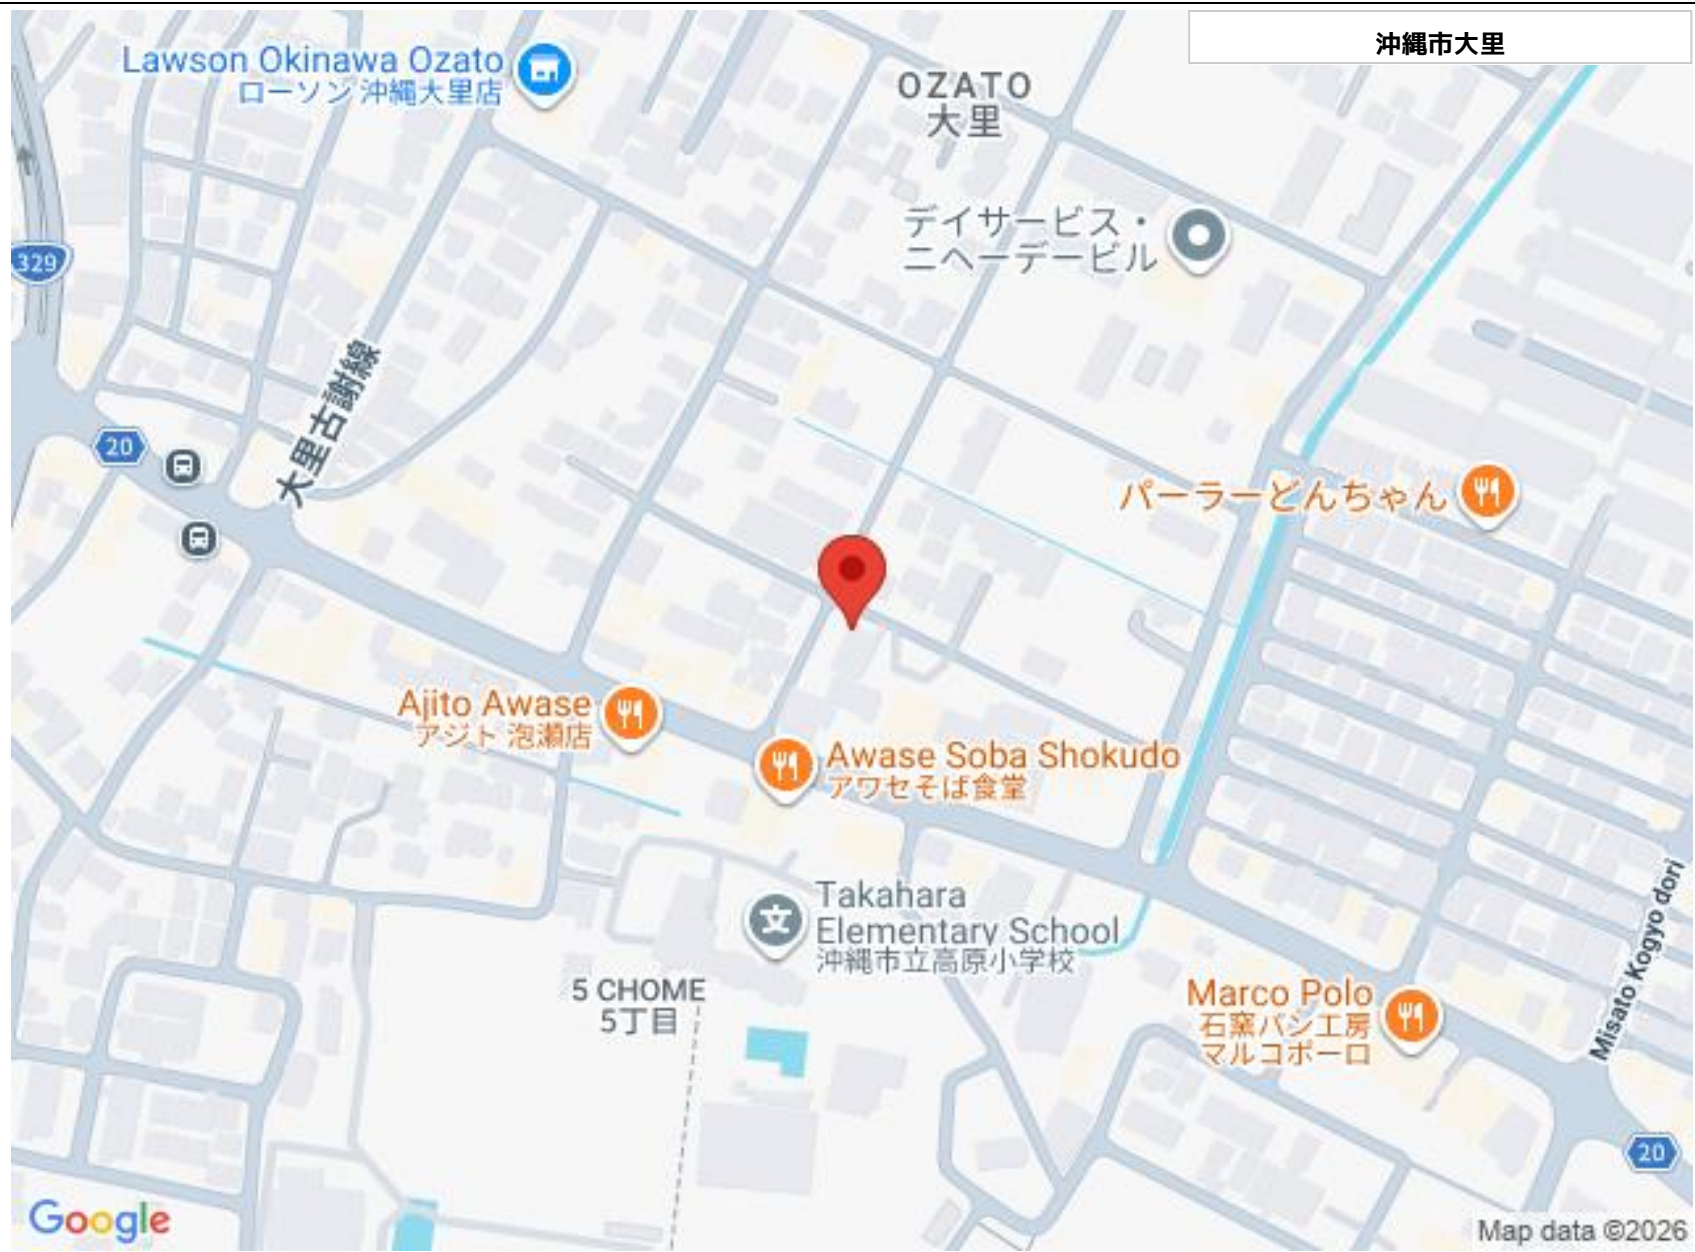 沖縄市大里
Lawson Okinawa Ozato
ローソン 沖縄大里店
OZATO
大里
デイサービス・
ニヘーデービル
329
大里古謝線
20
パーラーどんちゃん
Ajito Awase
アジト 泡瀬店
Awase Soba Shokudo
アワセそば食堂
Takahara
Elementary School
沖縄市立高原小学校
5 CHOME
5丁目
Marco Polo
石窯パン工房
マルコポーロ
Misato Kogyo dori
20
Google
Map data ©2026